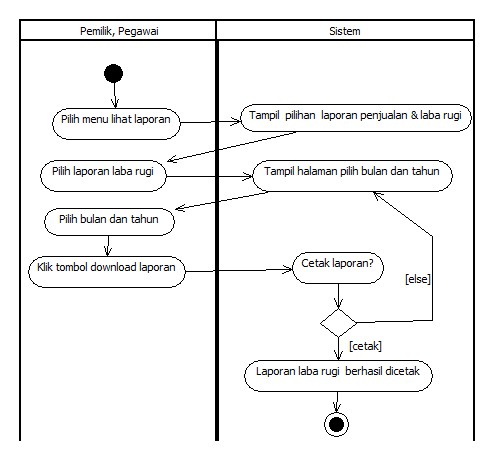 Pemilik, Pegawai
Sistem
Pilih menu lihat laporan
Tampil pilihan laporan penjualan & laba rugi
Pilih laporan laba rugi
Tampil halaman pilih bulan dan tahun
Pilih bulan dan tahun
Klik tombol download laporan
Cetak laporan?
[else]
[cetak]
Laporan laba rugi berhasil dicetak